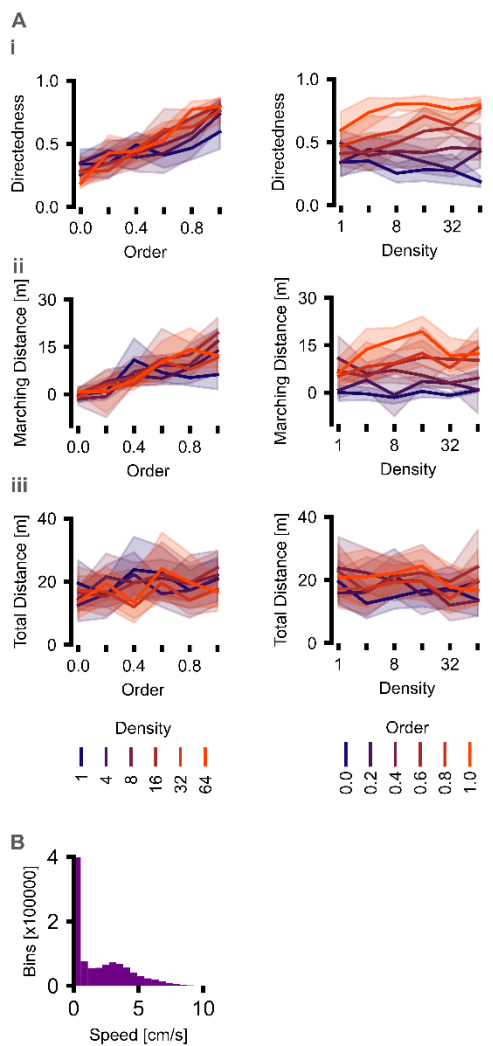 A
i
Directedness
1.0
0.5
0.0
0.0 0.4 0.8
Order
Directedness
1.0
0.5
0.0
1 8 32
Density
ii
Marching Distance [m]
30
15
0
0.0 0.4 0.8
Order
Marching Distance [m]
30
15
0
1 8 32
Density
iii
Total Distance [m]
40
20
0
0.0 0.4 0.8
Order
Total Distance [m]
40
20
0
1 8 32
Density
Density
1 4 8 16 32 64
Order
0.0 0.2 0.4 0.6 0.8 1.0
B
Bins [x100000]
4
2
0
0 5 10
Speed [cm/s]